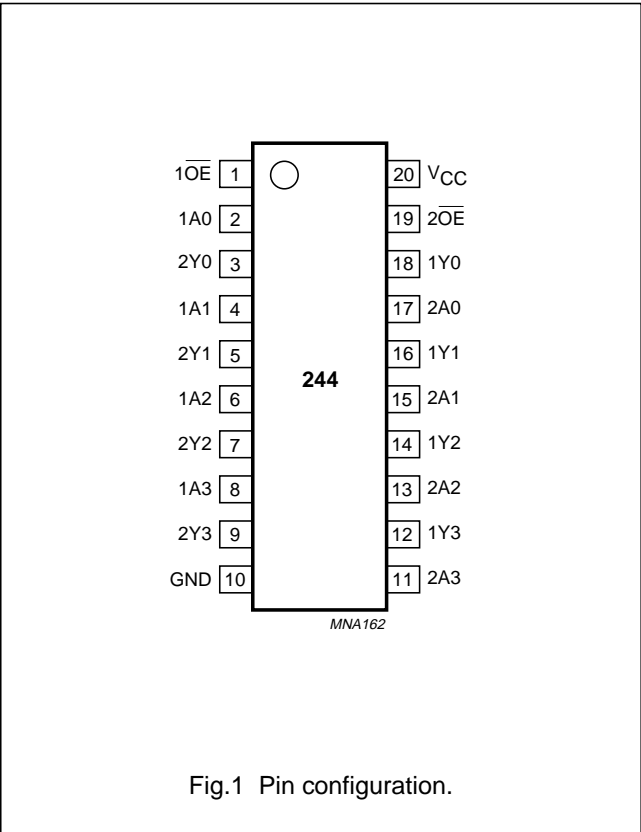 1O̅E̅ 1 20 VCC
1A0 2 19 2O̅E̅
2Y0 3 18 1Y0
1A1 4 17 2A0
2Y1 5 16 1Y1
244
1A2 6 15 2A1
2Y2 7 14 1Y2
1A3 8 13 2A2
2Y3 9 12 1Y3
GND 10 11 2A3
MNA162
Fig.1 Pin configuration.